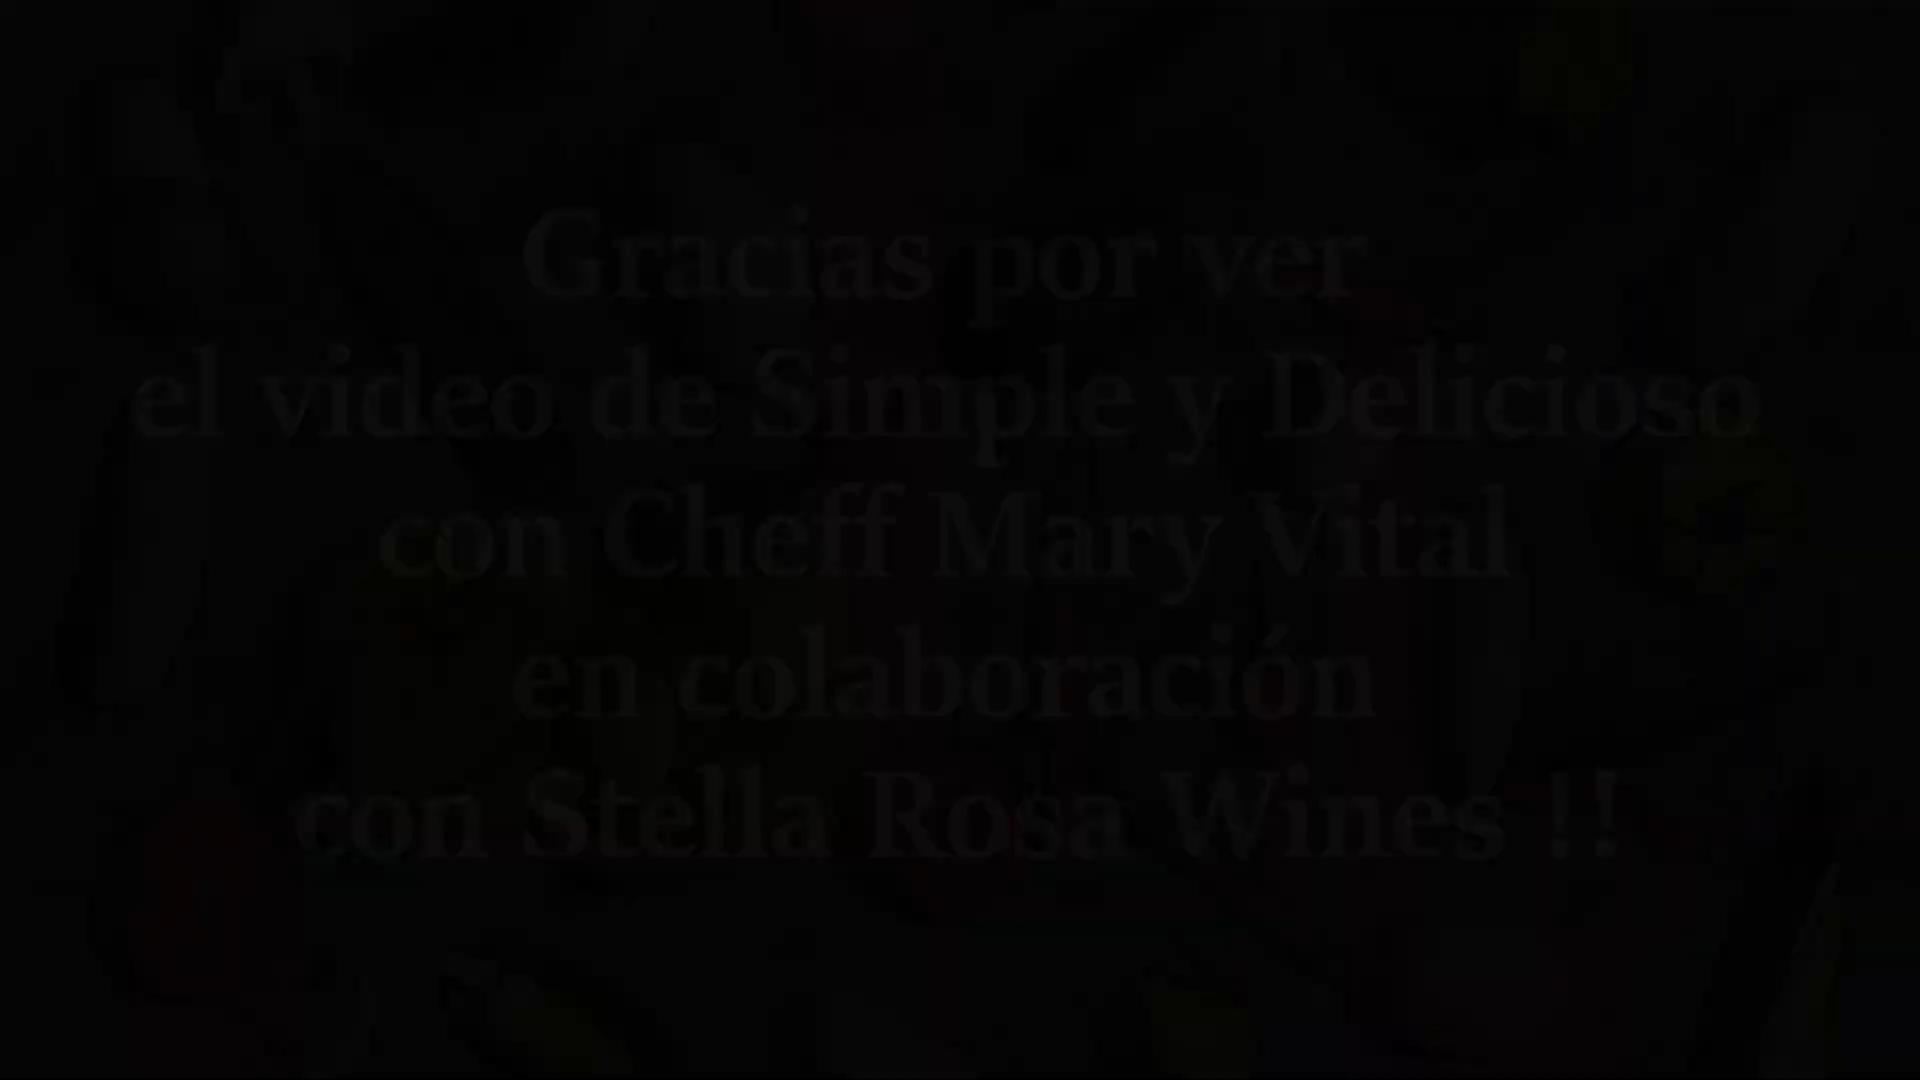 Gracias por ver
el video de Simple y Delicioso
con Cheff Mary Vital
en colaboración
con Stella Rosa Wines !!